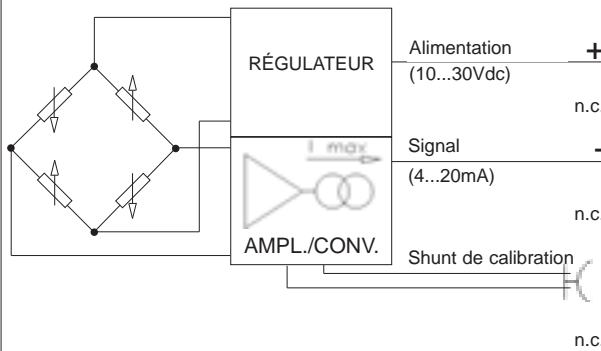 RÉGULATEUR
Alimentation +
(10...30Vdc)
n.c.
I max
Signal -
(4...20mA)
n.c.
AMPL./CONV.
Shunt de calibration
n.c.